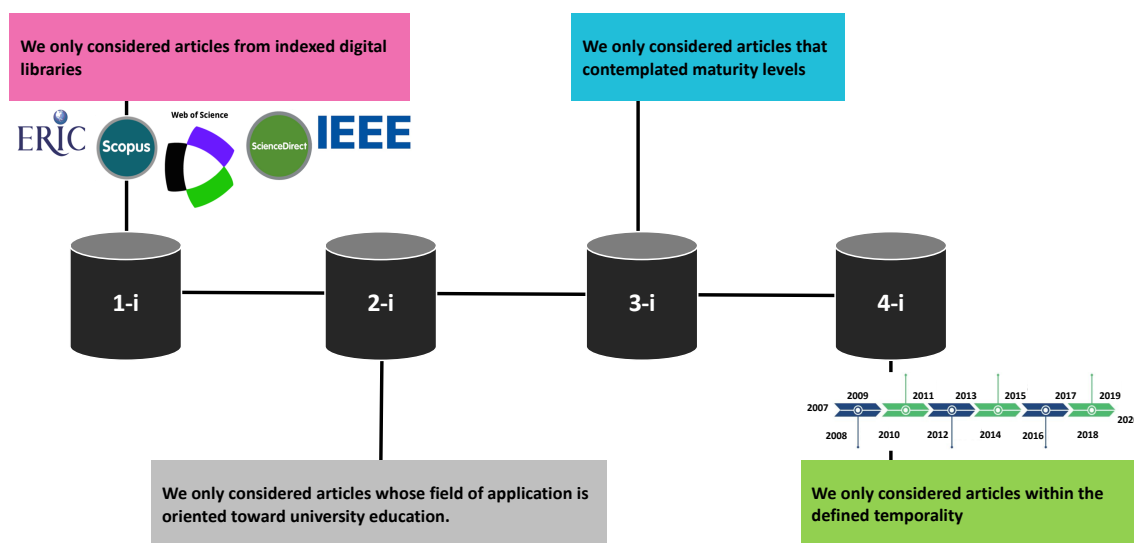 We only considered articles from indexed digital
libraries
We only considered articles that
contemplated maturity levels
ERIC
Scopus
Web of Science
ScienceDirect
IEEE
1-i
2-i
3-i
4-i
2009
2011
2013
2015
2017
2019
2007
2020
2008
2010
2012
2014
2016
2018
We only considered articles whose field of application is
oriented toward university education.
We only considered articles within the
defined temporality